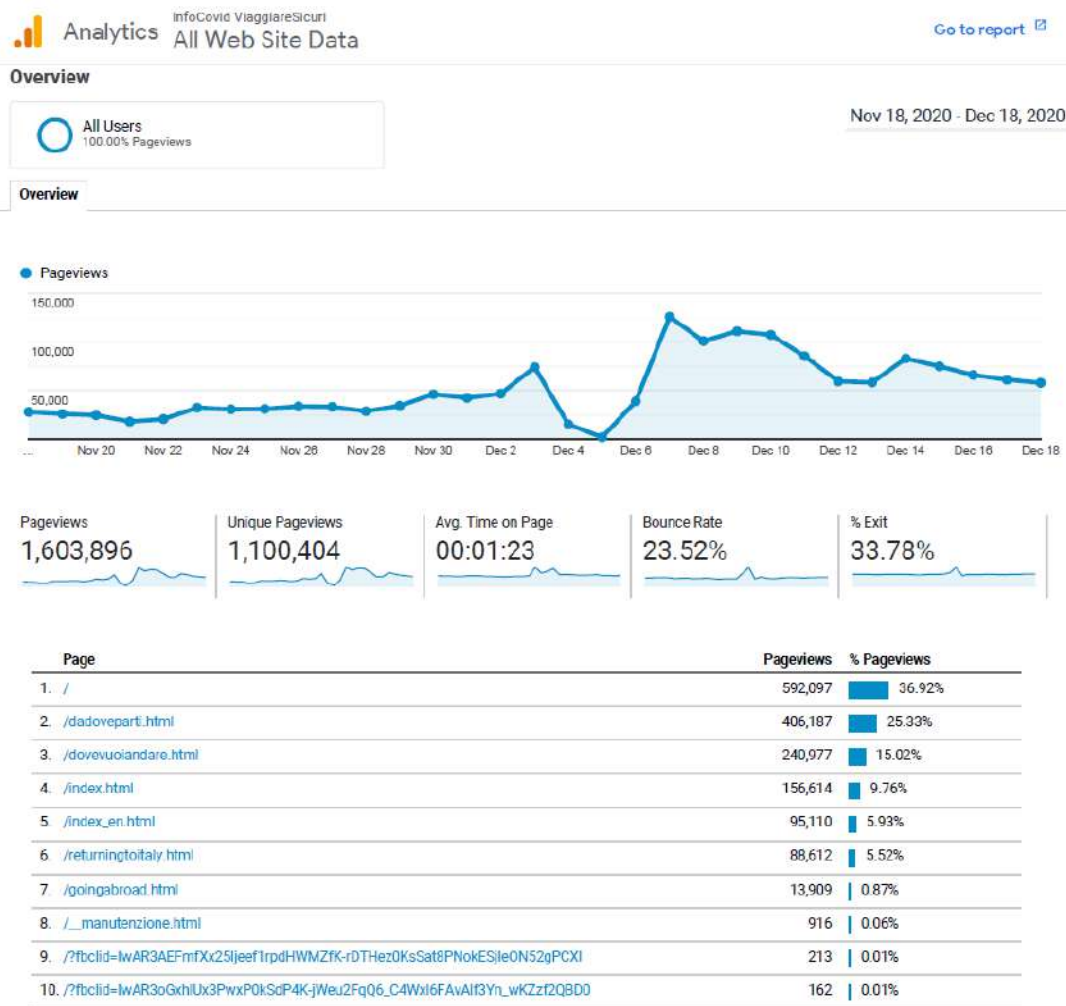 InfoCovid ViaggiareSicuri
Analytics All Web Site Data
Go to report
Overview
All Users
100.00% Pageviews
Nov 18, 2020 - Dec 18, 2020
Overview
Pageviews
150,000
100,000
50,000
... Nov 20 Nov 22 Nov 24 Nov 26 Nov 28 Nov 30 Dec 2 Dec 4 Dec 6 Dec 8 Dec 10 Dec 12 Dec 14 Dec 16 Dec 18
Pageviews Unique Pageviews Avg. Time on Page Bounce Rate % Exit
1,603,896 1,100,404 00:01:23 23.52% 33.78%
Page Pageviews % Pageviews
1. / 592,097 36.92%
2. /dadoveparti.html 406,187 25.33%
3. /dovevuoiandare.html 240,977 15.02%
4. /index.html 156,614 9.76%
5. /index_en.html 95,110 5.93%
6. /returningtoitaly.html 88,612 5.52%
7. /goingabroad.html 13,909 0.87%
8. /__manutenzione.html 916 0.06%
9. 213 0.01%
10. 162 0.01%